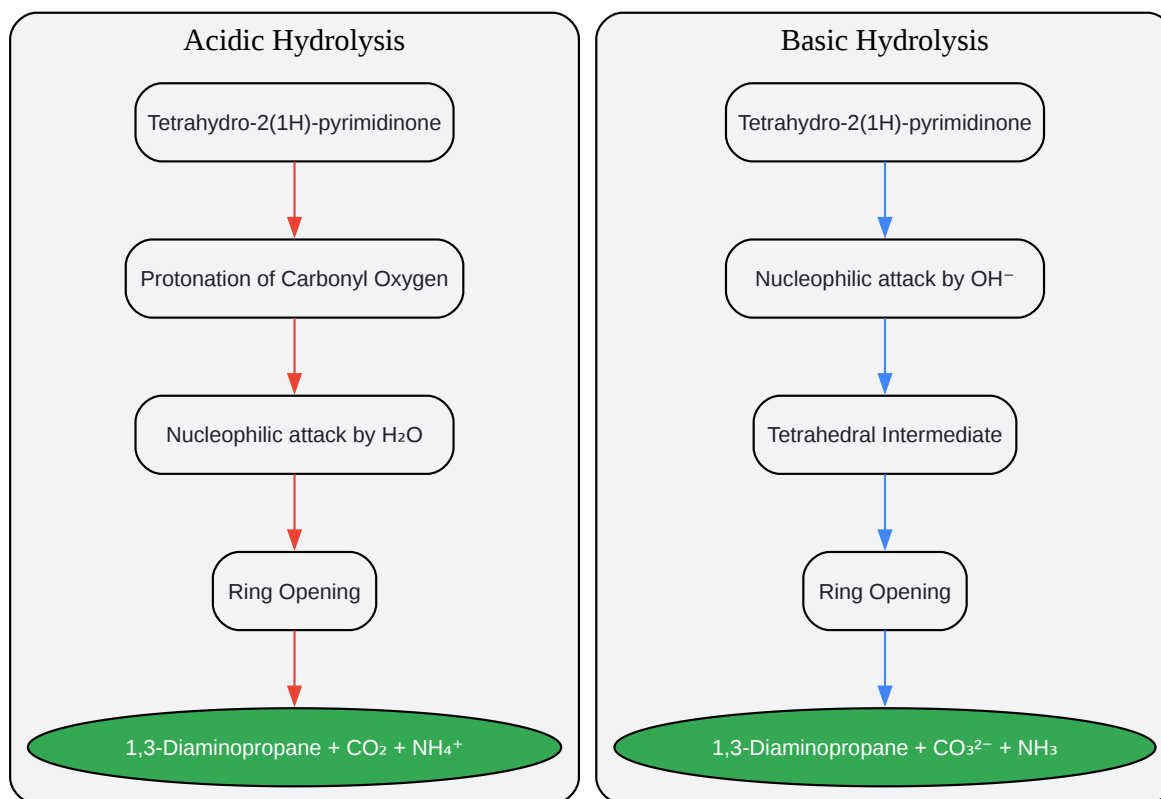 Acidic Hydrolysis
Tetrahydro-2(1H)-pyrimidinone
Protonation of Carbonyl Oxygen
Nucleophilic attack by H₂O
Ring Opening
1,3-Diaminopropane + CO₂ + NH₄⁺
Basic Hydrolysis
Tetrahydro-2(1H)-pyrimidinone
Nucleophilic attack by OH⁻
Tetrahedral Intermediate
Ring Opening
1,3-Diaminopropane + CO₃²⁻ + NH₃